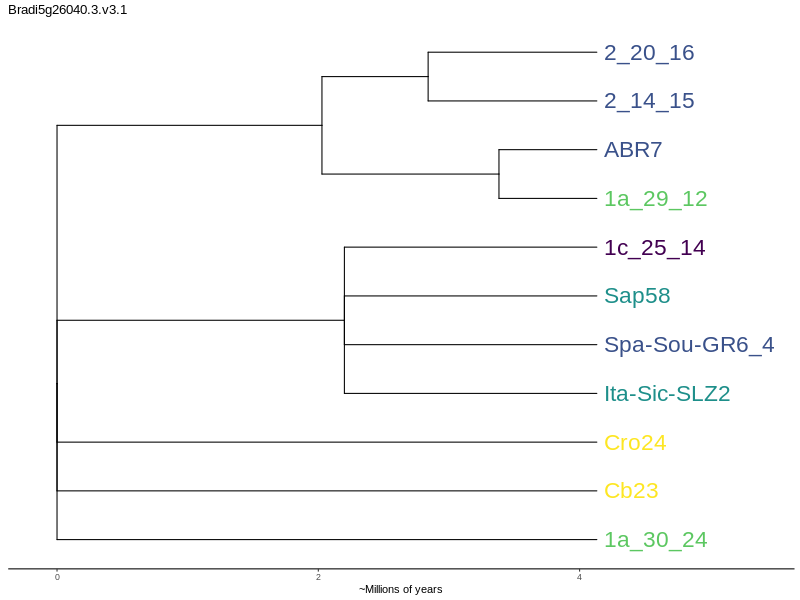 Bradi5g26040.3.v3.1
2_20_16
2_14_15
ABR7
1a_29_12
1c_25_14
Sap58
Spa-Sou-GR6_4
Ita-Sic-SLZ2
Cro24
Cb23
1a_30_24
0 2 4
~Millions of years